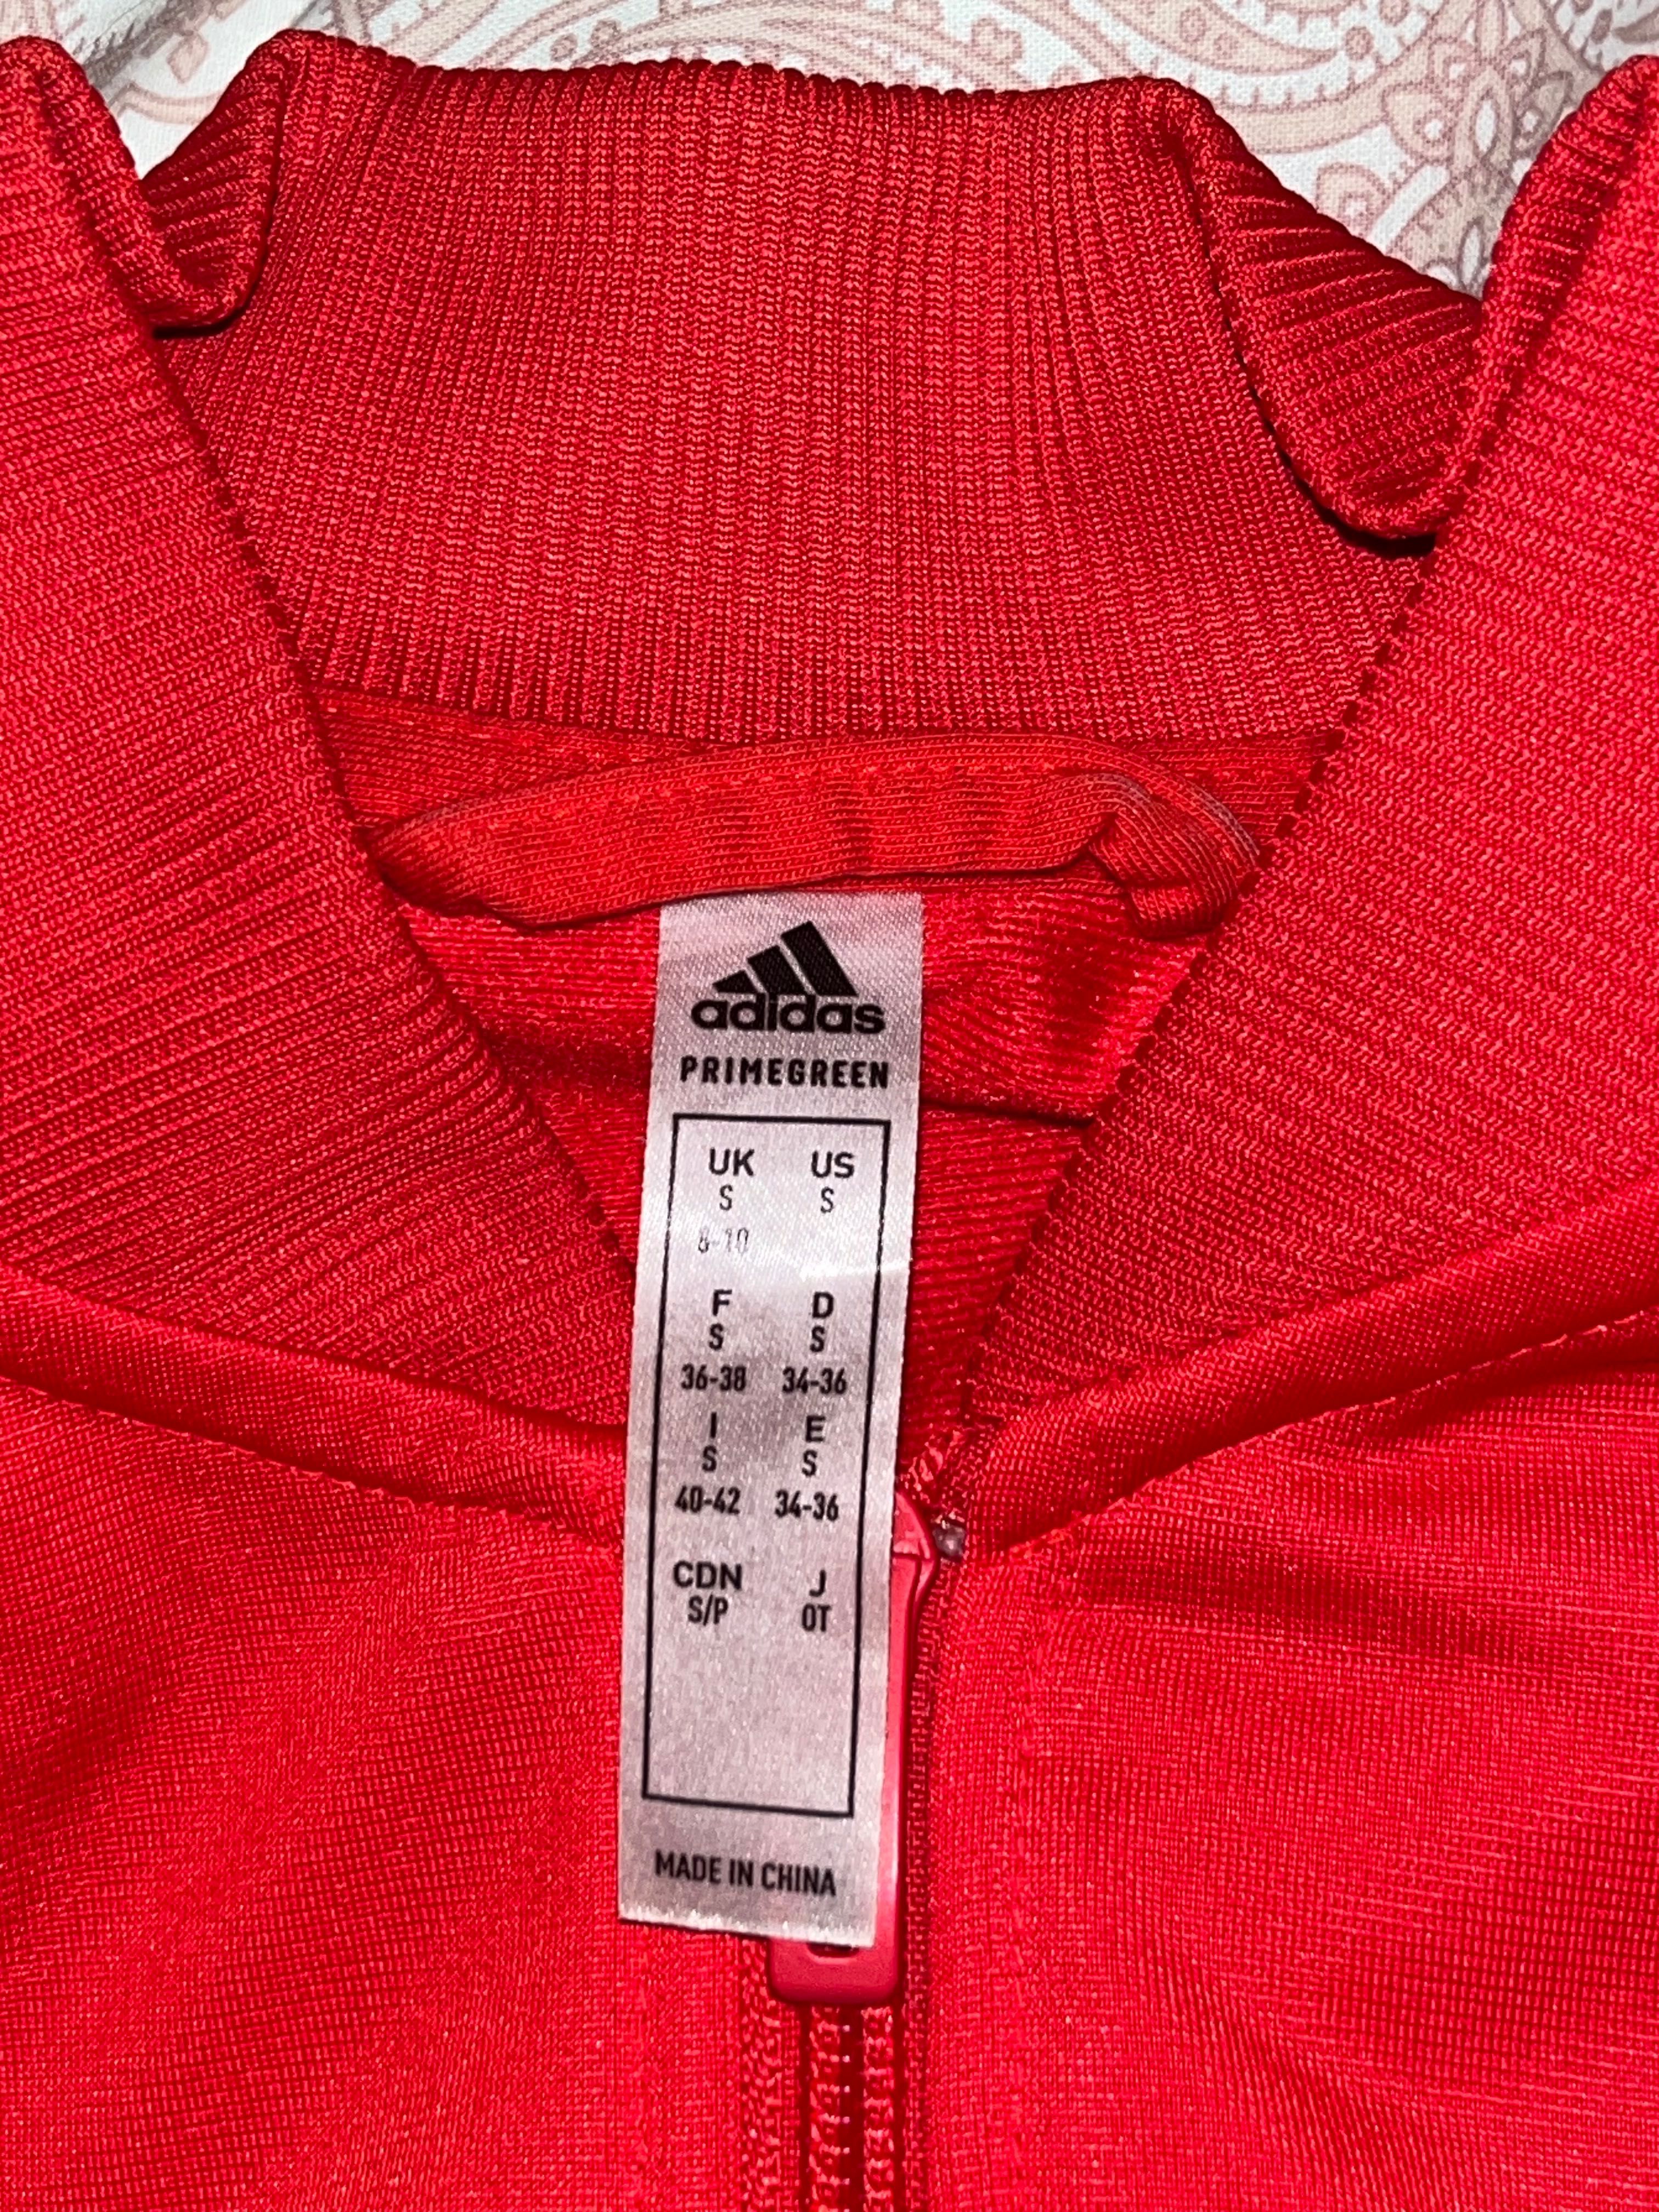 adidas
PRIMEGREEN
UK US
S S
8-10
F D
S S
36-38 34-36
I E
S S
40-42 34-36
CDN J
S/P OT
MADE IN CHINA